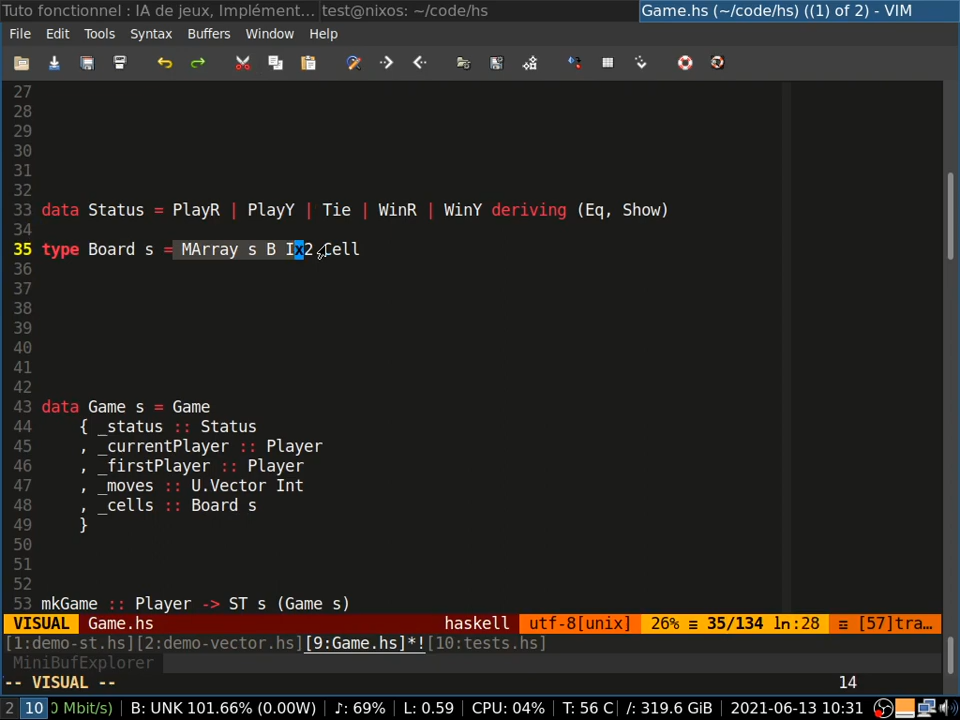 Tuto fonctionnel : IA de jeux, Implément... test@nixos: ~/code/hs Game.hs (~/code/hs) ((1) of 2) - VIM
File Edit Tools Syntax Buffers Window Help
27
28
29
30
31
32
33 data Status = PlayR | PlayY | Tie | WinR | WinY deriving (Eq, Show)
34
35 type Board s = MArray s B Ix2 Cell
36
37
38
39
40
41
42
43 data Game s = Game
44 { _status :: Status
45 , _currentPlayer :: Player
46 , _firstPlayer :: Player
47 , _moves :: U.Vector Int
48 , _cells :: Board s
49 }
50
51
52
53 mkGame :: Player -> ST s (Game s)
VISUAL Game.hs haskell utf-8[unix] 26% ≡ 35/134 ln:28 ≡ [57]tra…
[1:demo-st.hs][2:demo-vector.hs][9:Game.hs]*![10:tests.hs]
MiniBufExplorer
-- VISUAL -- 14
2 10 0 Mbit/s) B: UNK 101.66% (0.00W) ♪: 69% L: 0.59 CPU: 04% T: 56 C /: 319.6 GiB 2021-06-13 10:31